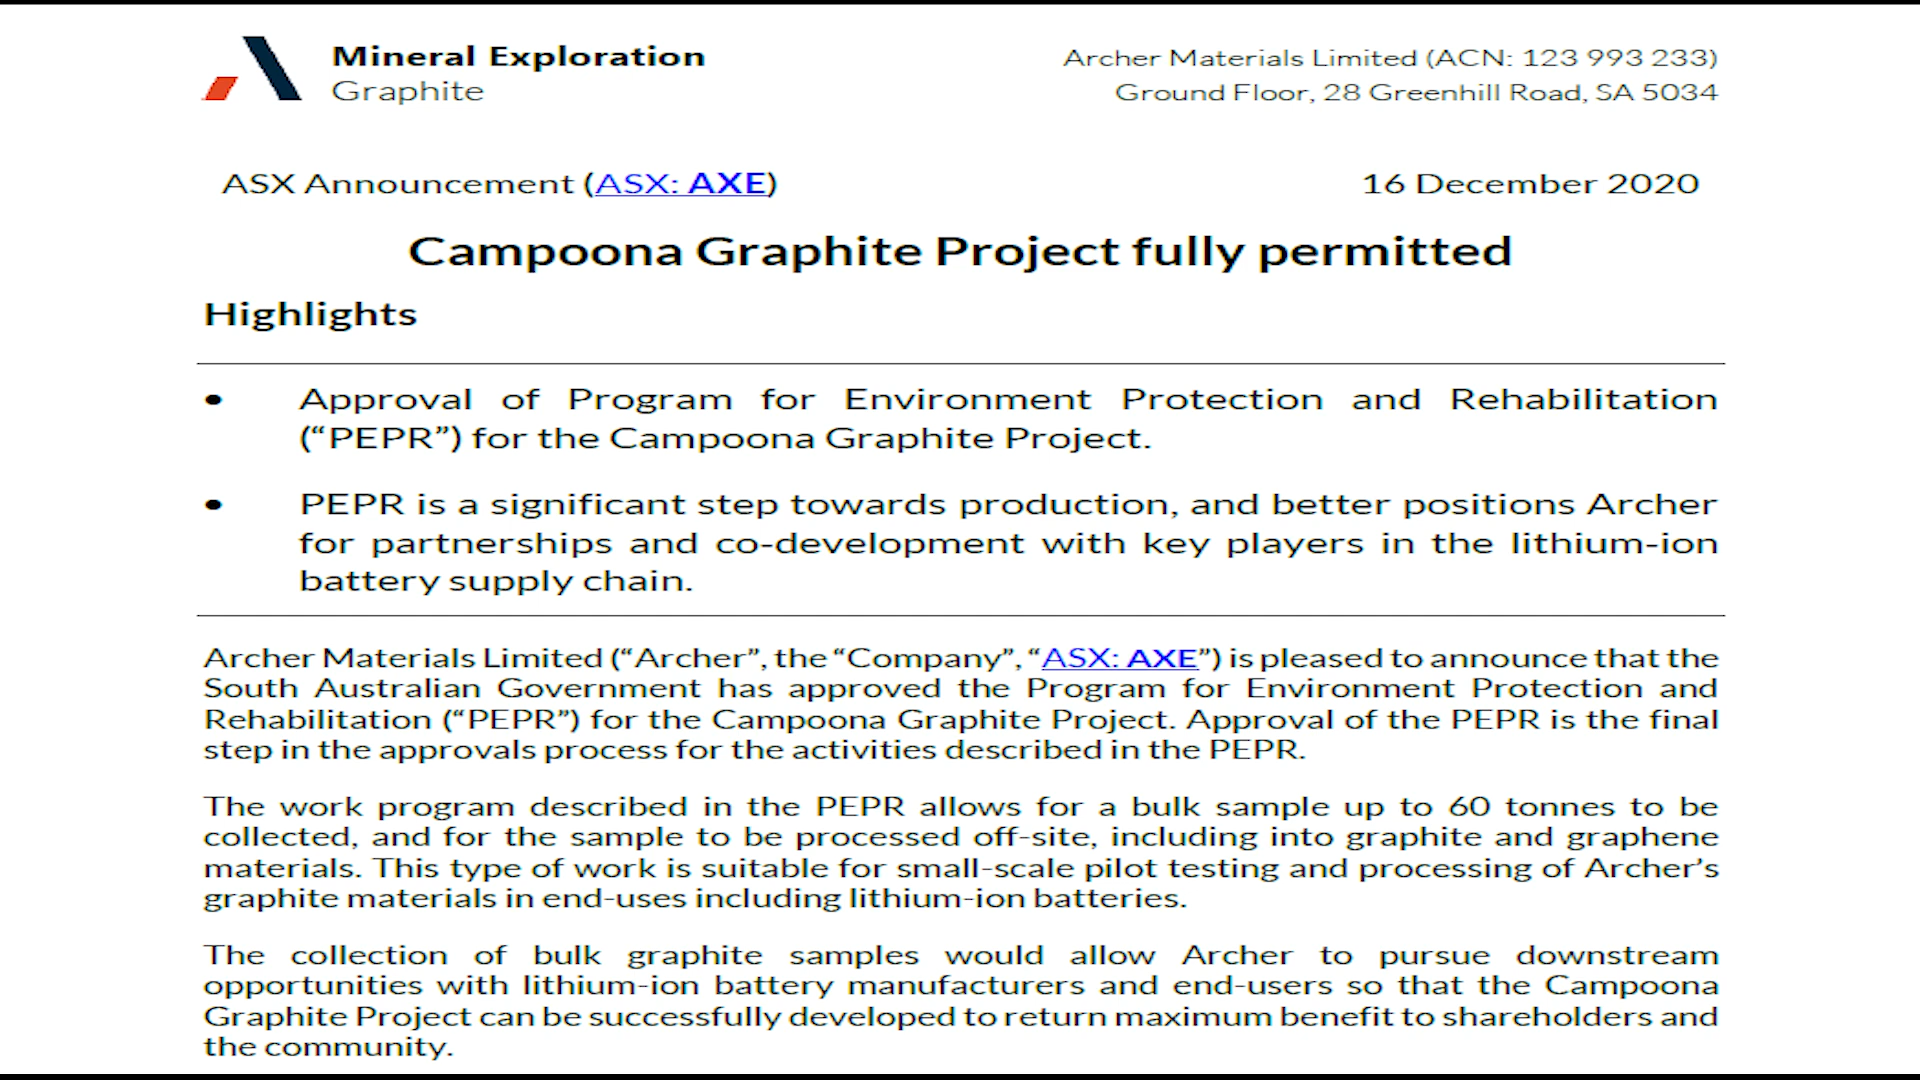 Mineral Exploration
Graphite
Archer Materials Limited (ACN: 123 993 233)
Ground Floor, 28 Greenhill Road, SA 5034
ASX Announcement (ASX: AXE)
16 December 2020
Campoona Graphite Project fully permitted
Highlights
• Approval of Program for Environment Protection and Rehabilitation
(“PEPR”) for the Campoona Graphite Project.
• PEPR is a significant step towards production, and better positions Archer
for partnerships and co-development with key players in the lithium-ion
battery supply chain.
Archer Materials Limited (“Archer”, the “Company”, “ASX: AXE”) is pleased to announce that the
South Australian Government has approved the Program for Environment Protection and
Rehabilitation (“PEPR”) for the Campoona Graphite Project. Approval of the PEPR is the final
step in the approvals process for the activities described in the PEPR.
The work program described in the PEPR allows for a bulk sample up to 60 tonnes to be
collected, and for the sample to be processed off-site, including into graphite and graphene
materials. This type of work is suitable for small-scale pilot testing and processing of Archer’s
graphite materials in end-uses including lithium-ion batteries.
The collection of bulk graphite samples would allow Archer to pursue downstream
opportunities with lithium-ion battery manufacturers and end-users so that the Campoona
Graphite Project can be successfully developed to return maximum benefit to shareholders and
the community.